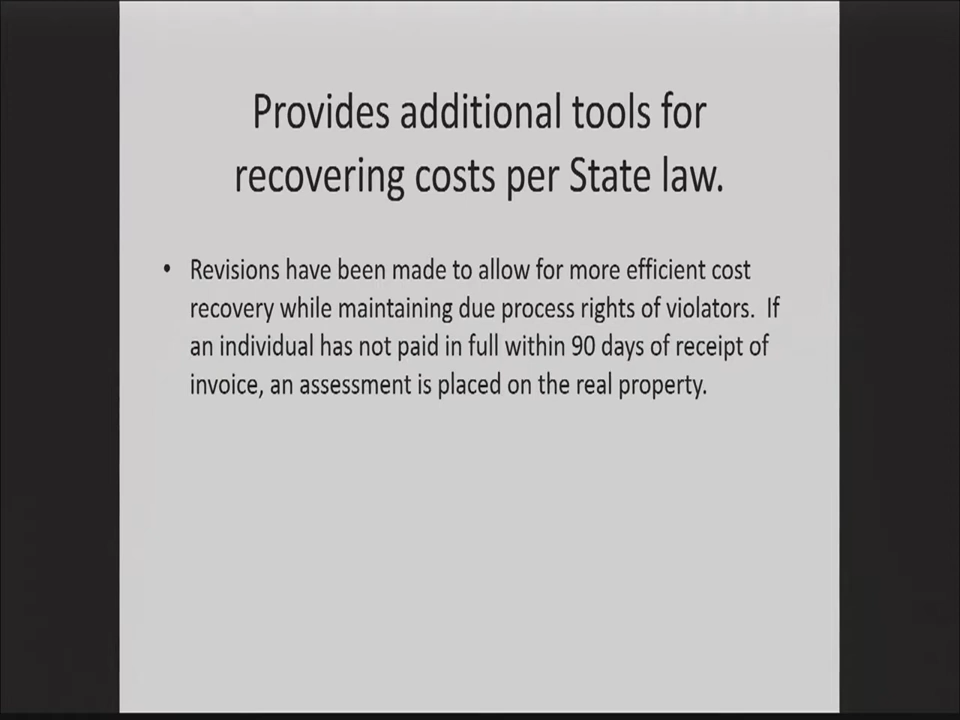 Provides additional tools for
recovering costs per State law.
• Revisions have been made to allow for more efficient cost
recovery while maintaining due process rights of violators.  If
an individual has not paid in full within 90 days of receipt of
invoice, an assessment is placed on the real property.